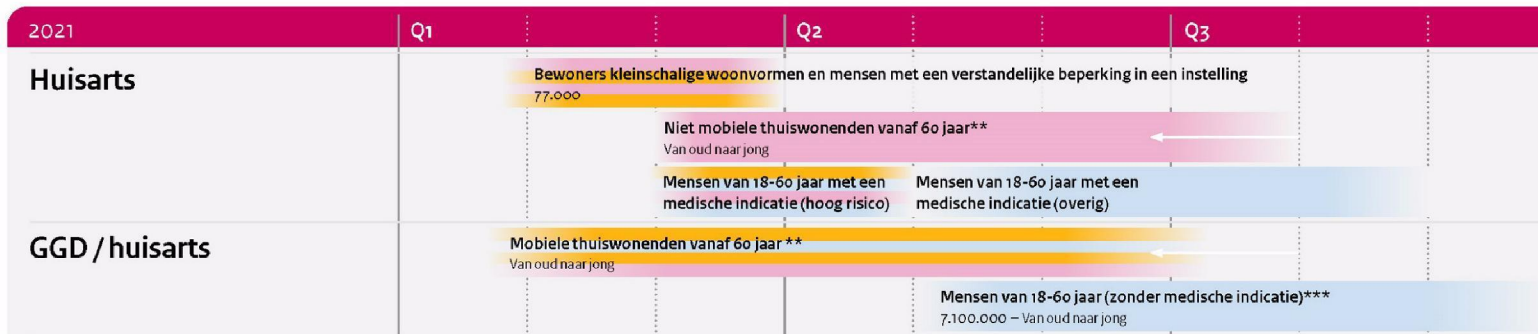 2021 Q1 Q2 Q3
Huisarts
Bewoners kleinschalige woonvormen en mensen met een verstandelijke beperking in een instelling
77.000
Niet mobiele thuiswonenden vanaf 60 jaar**
Van oud naar jong
Mensen van 18-60 jaar met een
medische indicatie (hoog risico)
Mensen van 18-60 jaar met een
medische indicatie (overig)
GGD / huisarts
Mobiele thuiswonenden vanaf 60 jaar **
Van oud naar jong
Mensen van 18-60 jaar (zonder medische indicatie)***
7.100.000 – Van oud naar jong